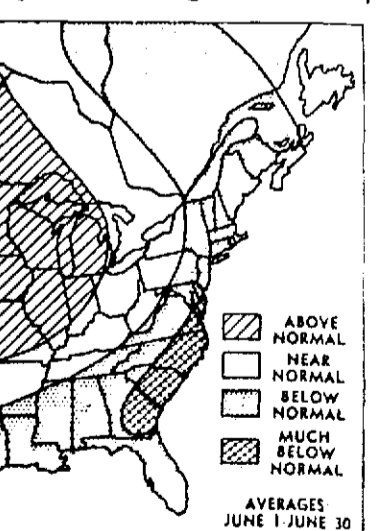 ABOVE
NORMAL
NEAR
NORMAL
BELOW
NORMAL
MUCH
BELOW
NORMAL
AVERAGES
JUNE 1-JUNE 30